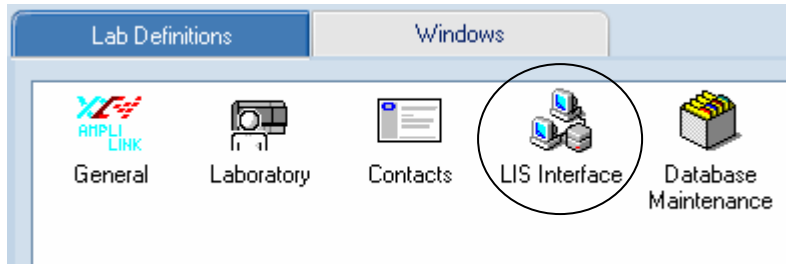 Lab Definitions
Windows
AMPLI
LINK
General
Laboratory
Contacts
LIS Interface
Database
Maintenance